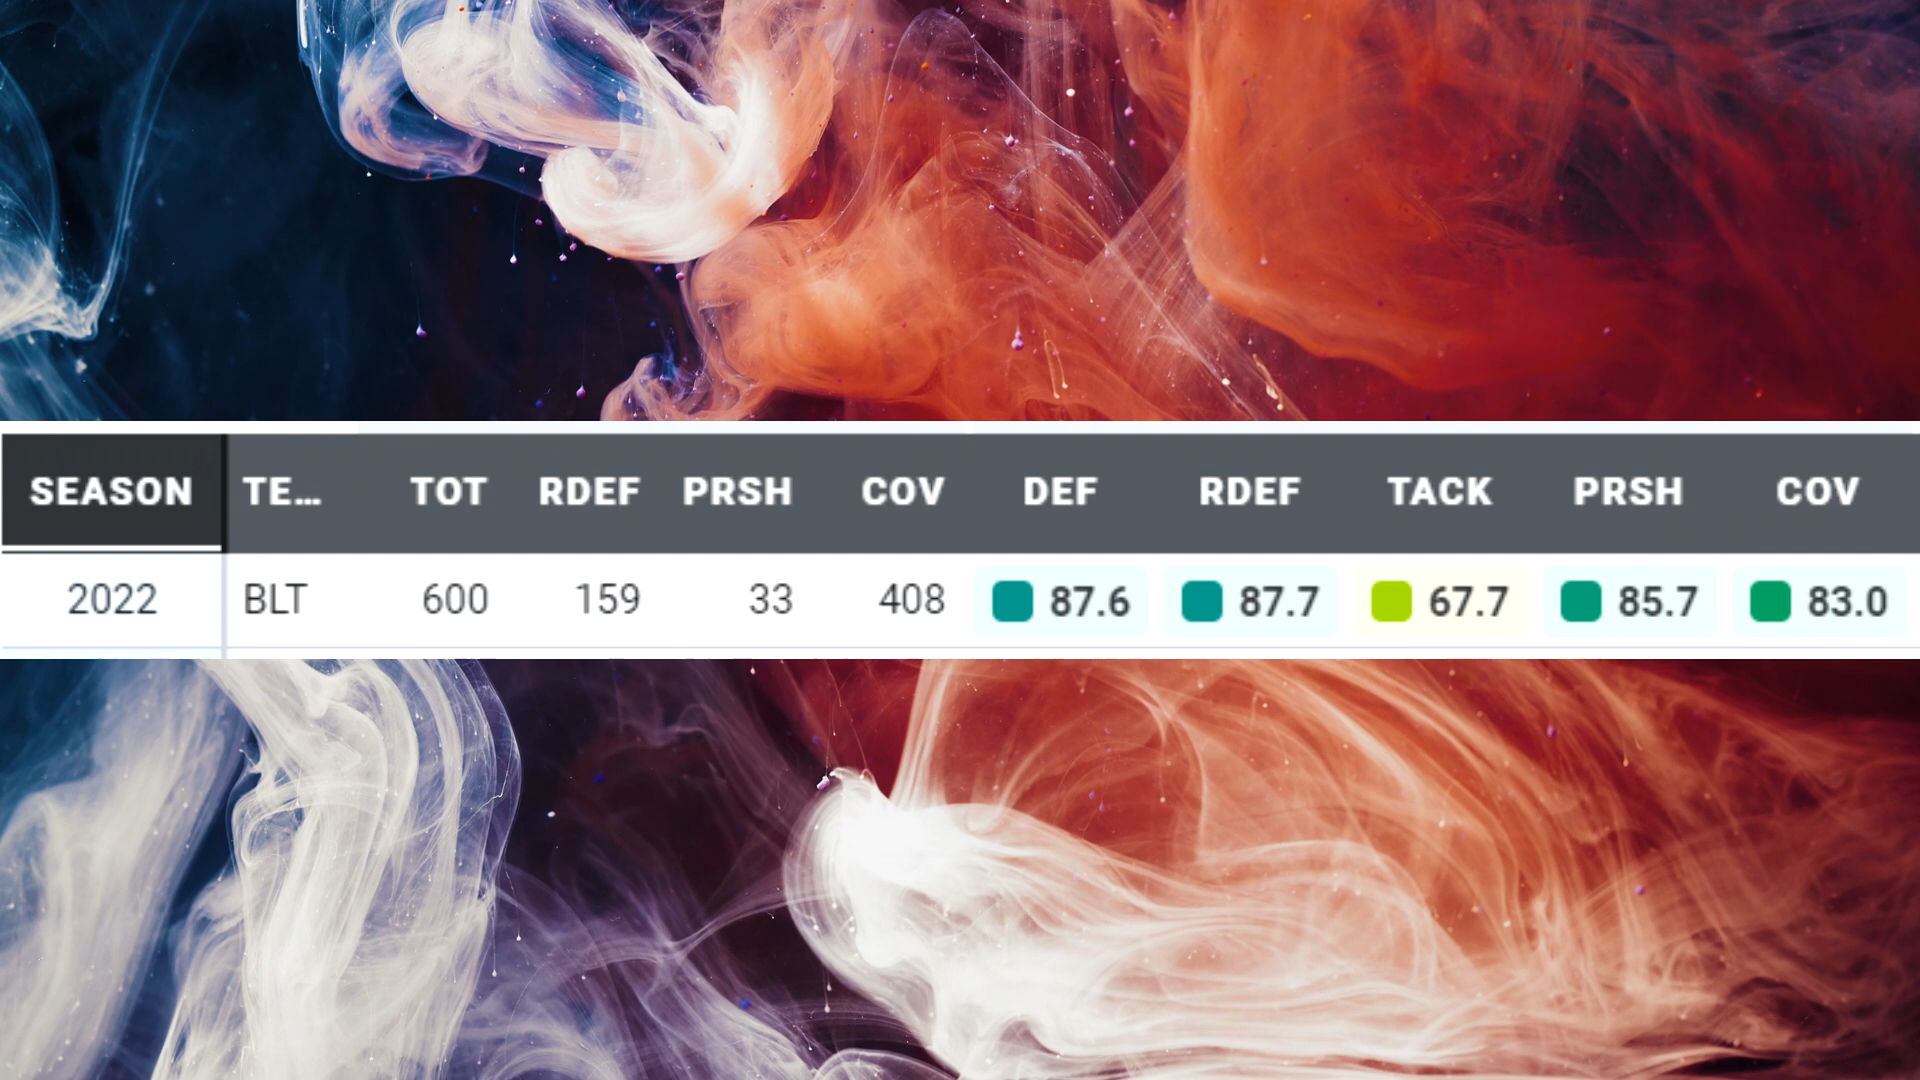 SEASON TE... TOT RDEF PRSH COV DEF RDEF TACK PRSH COV
2022 BLT 600 159 33 408 87.6 87.7 67.7 85.7 83.0